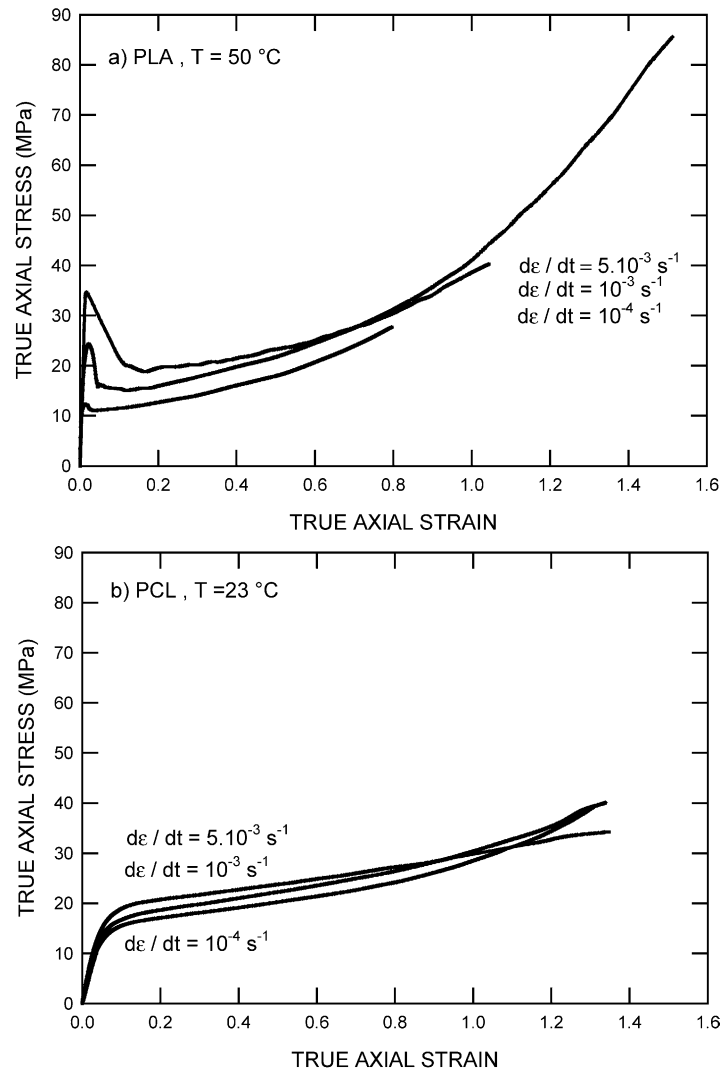 a) PLA , T = 50 °C
TRUE AXIAL STRESS (MPa)
90
80
70
60
50
40
30
20
10
0
dε / dt = 5.10⁻³ s⁻¹
dε / dt = 10⁻³ s⁻¹
dε / dt = 10⁻⁴ s⁻¹
0.0 0.2 0.4 0.6 0.8 1.0 1.2 1.4 1.6
TRUE AXIAL STRAIN
b) PCL , T =23 °C
TRUE AXIAL STRESS (MPa)
90
80
70
60
50
40
30
20
10
0
dε / dt = 5.10⁻³ s⁻¹
dε / dt = 10⁻³ s⁻¹
dε / dt = 10⁻⁴ s⁻¹
0.0 0.2 0.4 0.6 0.8 1.0 1.2 1.4 1.6
TRUE AXIAL STRAIN